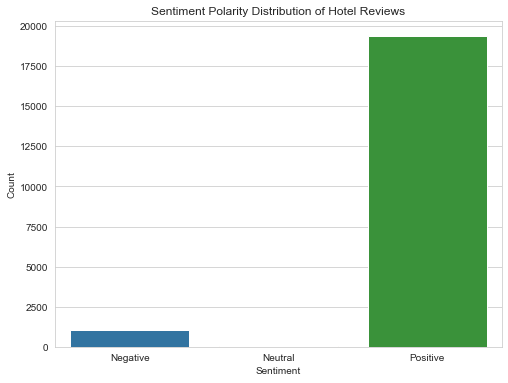 Sentiment Polarity Distribution of Hotel Reviews
20000
17500
15000
12500
10000
7500
5000
2500
0
Count
Negative
Neutral
Positive
Sentiment